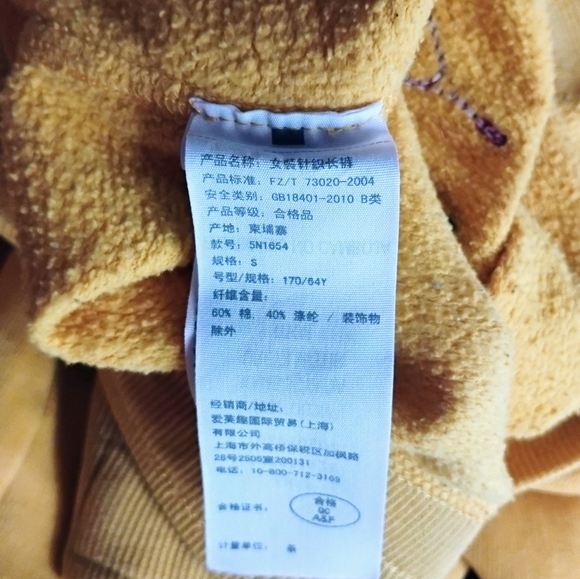 产品名称: 女装针织长裤
产品标准: FZ/T 73020-2004
安全类别: GB18401-2010 B类
产品等级: 合格品
产地: 柬埔寨
款号: 5N1654
规格: S
号型/规格: 170/64Y
纤维含量:
60% 棉, 40% 涤纶 / 装饰物
除外
经销商/地址:
爱芙趣国际贸易(上海)
有限公司
上海市外高桥保税区加枫路
26号2505室200131
电话: 10-800-712-3169
合格证书:
合格
QC
A&F
计量单位: 条